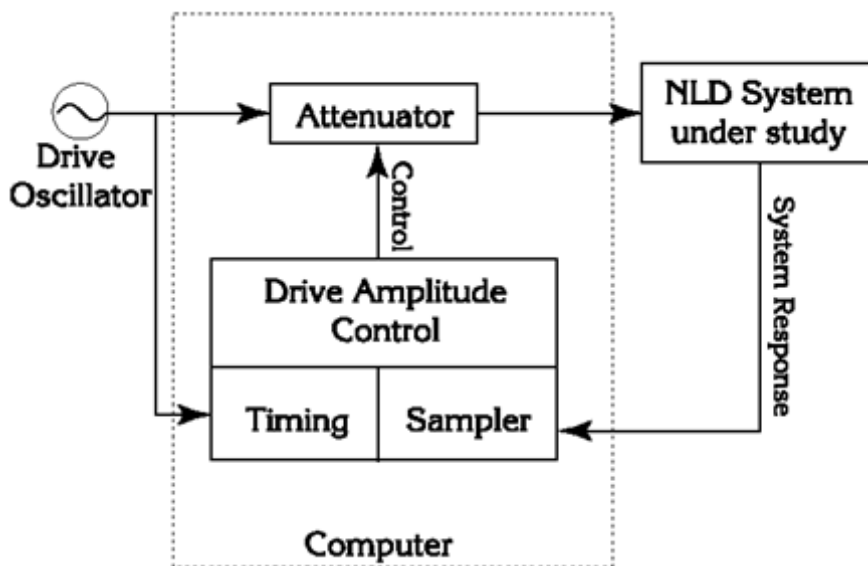 Drive
Oscillator
Attenuator
NLD System
under study
Control
System Response
Drive Amplitude
Control
Timing
Sampler
Computer